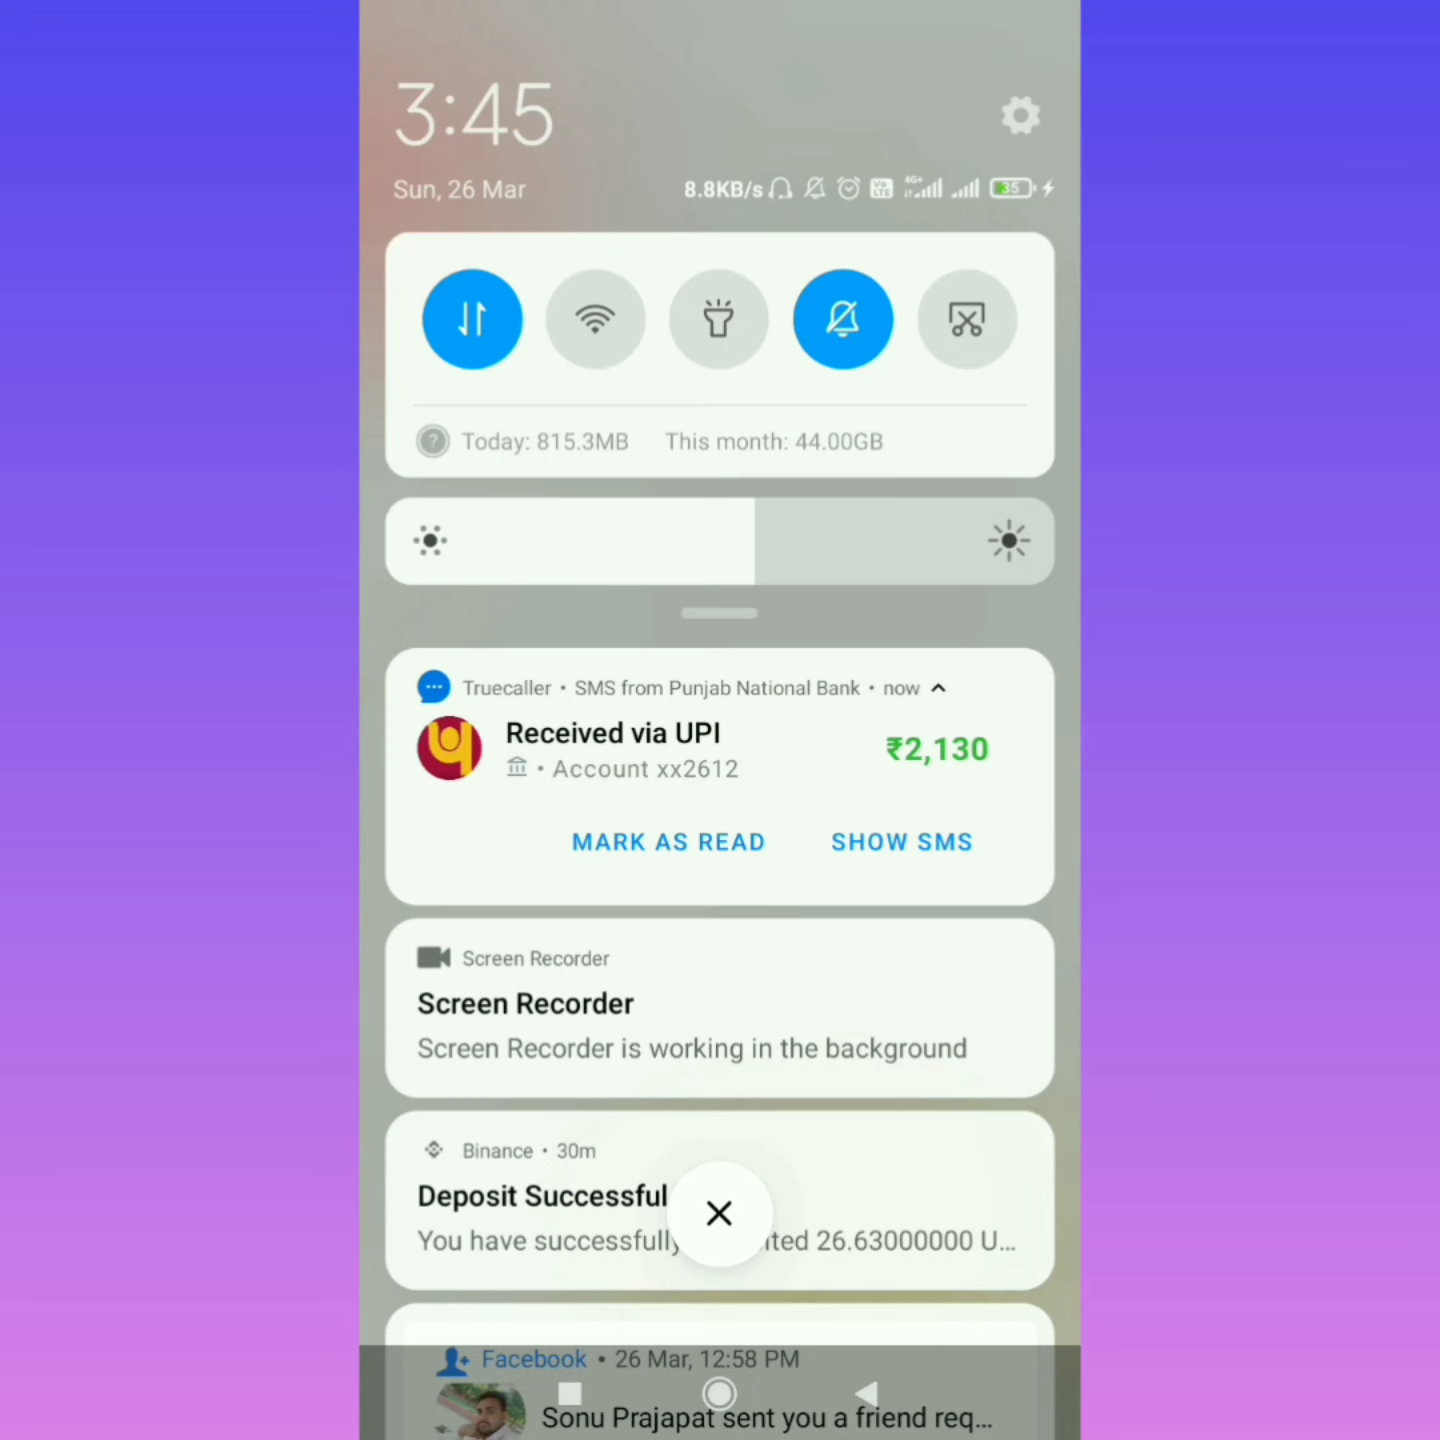 3:45
Sun, 26 Mar
8.8KB/s 4G+ 35
Today: 815.3MB This month: 44.00GB
Truecaller • SMS from Punjab National Bank • now
Received via UPI
₹2,130
• Account xx2612
MARK AS READ SHOW SMS
Screen Recorder
Screen Recorder
Screen Recorder is working in the background
Binance • 30m
Deposit Successful
You have successfully 26.63000000 U...
Facebook • 26 Mar, 12:58 PM
Sonu Prajapat sent you a friend req...